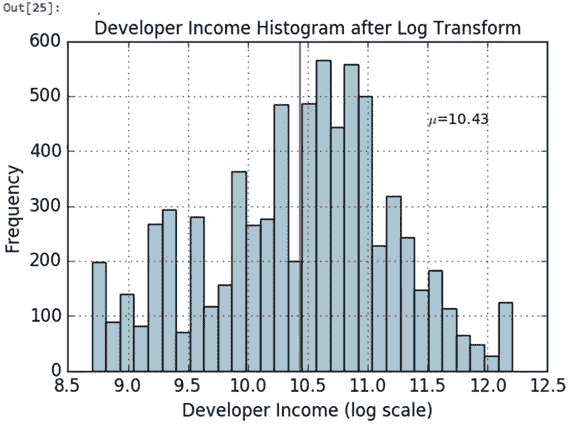 Out[25]:
Developer Income Histogram after Log Transform
600
500
400
300
200
100
0
Frequency
μ=10.43
8.5 9.0 9.5 10.0 10.5 11.0 11.5 12.0 12.5
Developer Income (log scale)